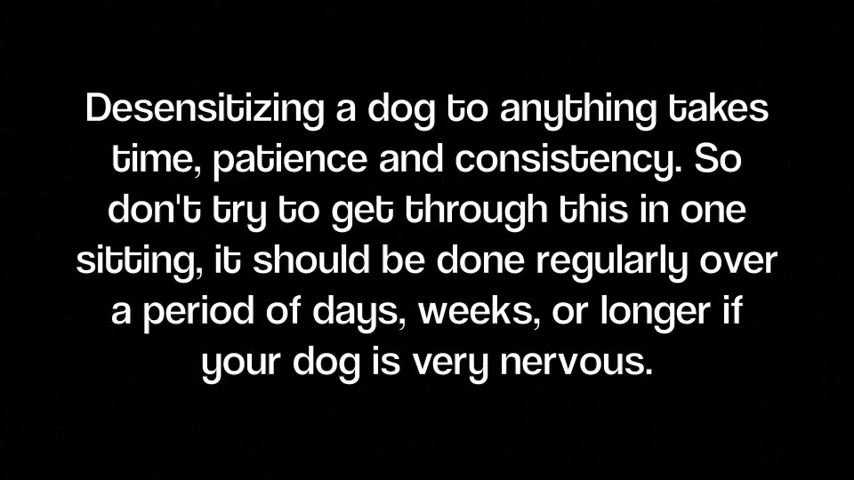 Desensitizing a dog to anything takes
time, patience and consistency. So
don't try to get through this in one
sitting, it should be done regularly over
a period of days, weeks, or longer if
your dog is very nervous.